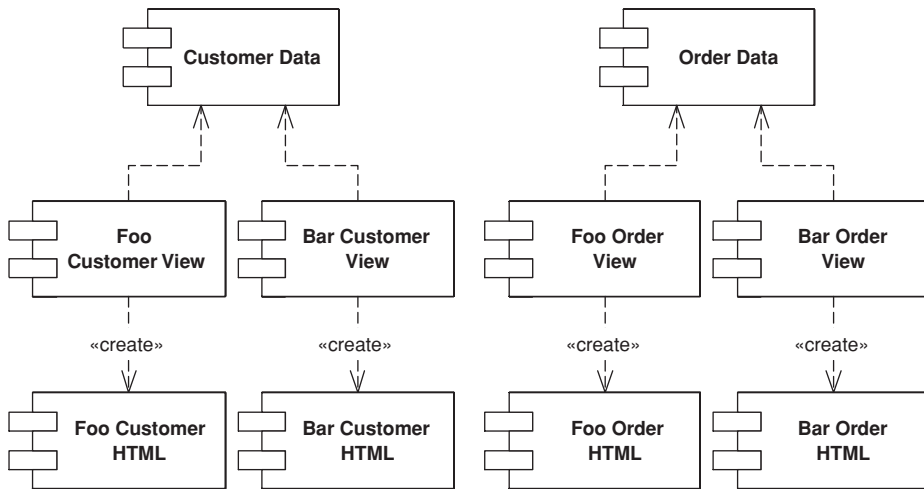 Customer Data
Order Data
Foo
Customer View
Bar Customer
View
Foo Order
View
Bar Order
View
«create»
«create»
«create»
«create»
Foo Customer
HTML
Bar Customer
HTML
Foo Order
HTML
Bar Order
HTML